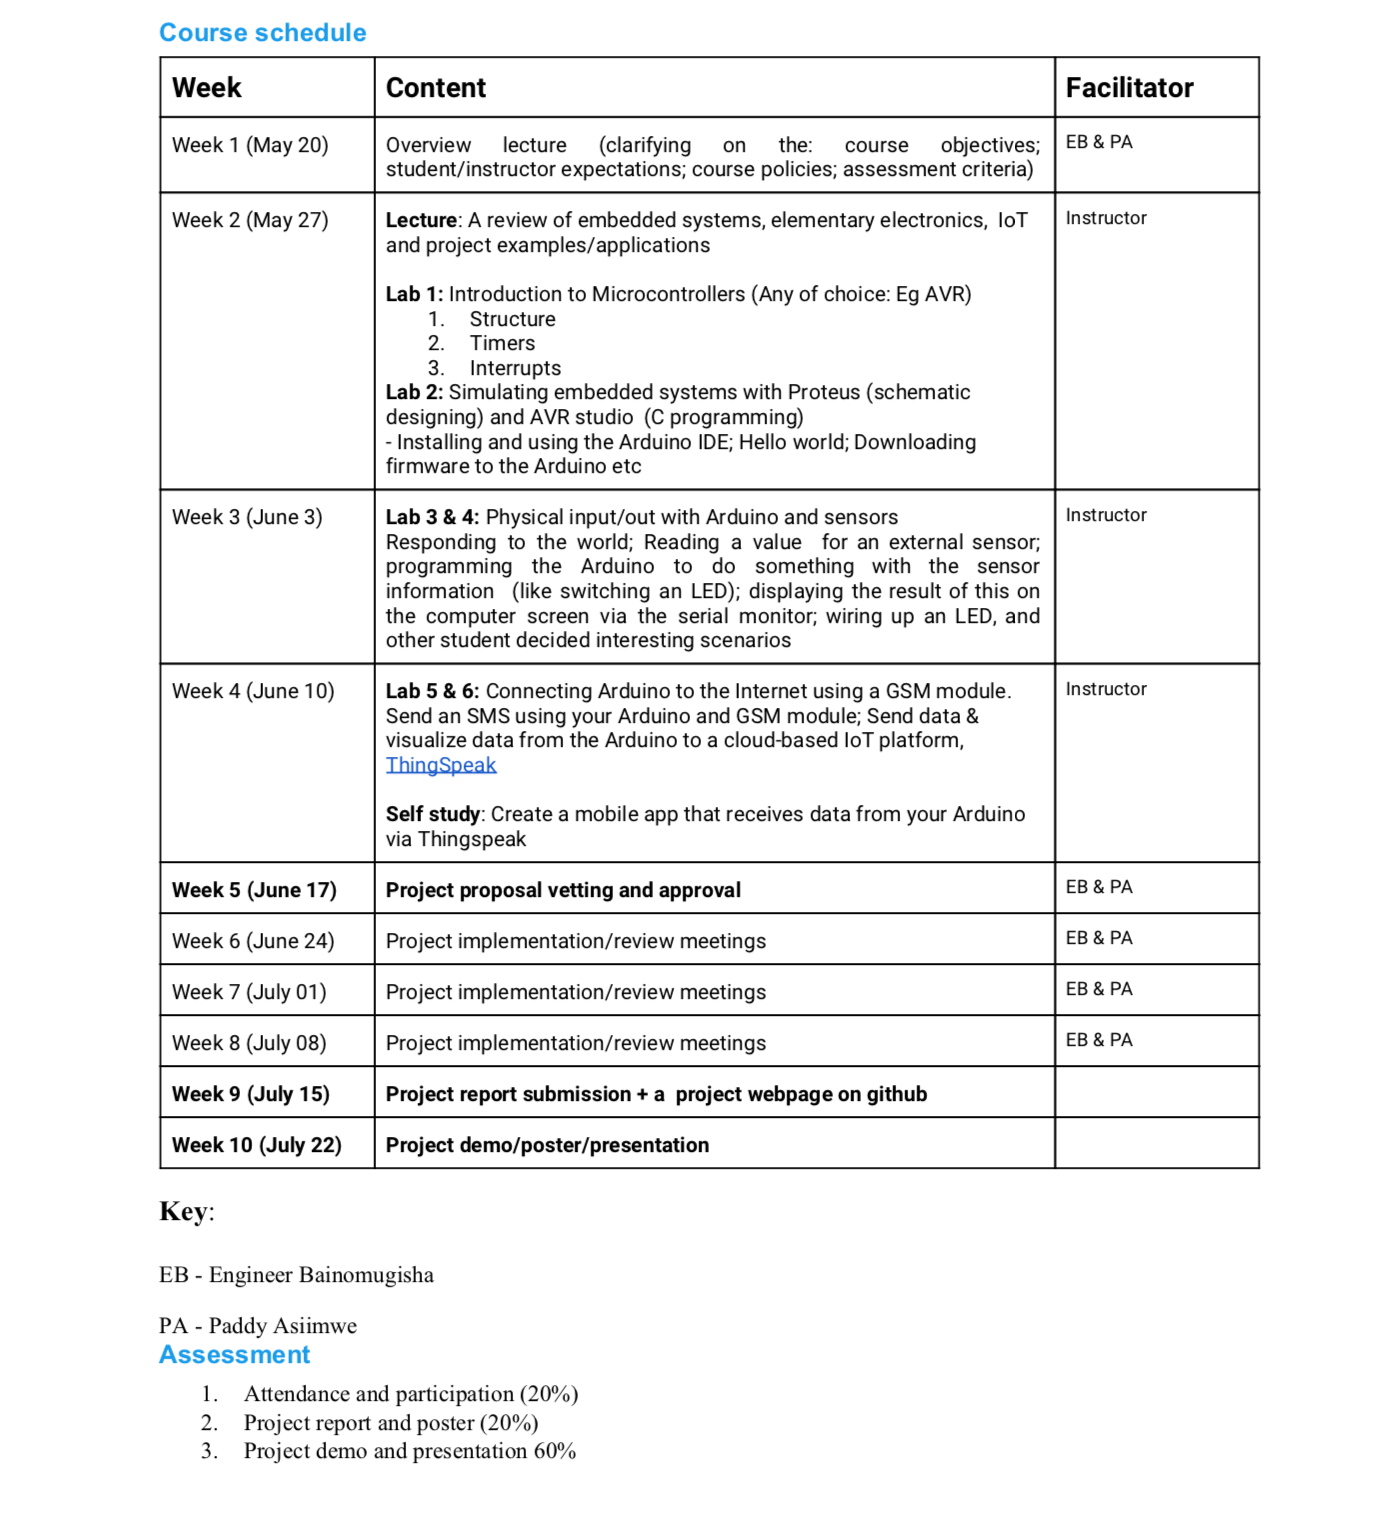 Course schedule
Week Content Facilitator
Week 1 (May 20)
Overview lecture (clarifying on the: course objectives;
student/instructor expectations; course policies; assessment criteria)
EB & PA
Week 2 (May 27)
Lecture: A review of embedded systems, elementary electronics, IoT
and project examples/applications
Lab 1: Introduction to Microcontrollers (Any of choice: Eg AVR)
1. Structure
2. Timers
3. Interrupts
Lab 2: Simulating embedded systems with Proteus (schematic
designing) and AVR studio (C programming)
- Installing and using the Arduino IDE; Hello world; Downloading
firmware to the Arduino etc
Instructor
Week 3 (June 3)
Lab 3 & 4: Physical input/out with Arduino and sensors
Responding to the world; Reading a value for an external sensor;
programming the Arduino to do something with the sensor
information (like switching an LED); displaying the result of this on
the computer screen via the serial monitor; wiring up an LED, and
other student decided interesting scenarios
Instructor
Week 4 (June 10)
Lab 5 & 6: Connecting Arduino to the Internet using a GSM module.
Send an SMS using your Arduino and GSM module; Send data &
visualize data from the Arduino to a cloud-based IoT platform,
ThingSpeak
Self study: Create a mobile app that receives data from your Arduino
via Thingspeak
Instructor
Week 5 (June 17) Project proposal vetting and approval EB & PA
Week 6 (June 24) Project implementation/review meetings EB & PA
Week 7 (July 01) Project implementation/review meetings EB & PA
Week 8 (July 08) Project implementation/review meetings EB & PA
Week 9 (July 15) Project report submission + a project webpage on github
Week 10 (July 22) Project demo/poster/presentation
Key:
EB - Engineer Bainomugisha
PA - Paddy Asiimwe
Assessment
1. Attendance and participation (20%)
2. Project report and poster (20%)
3. Project demo and presentation 60%